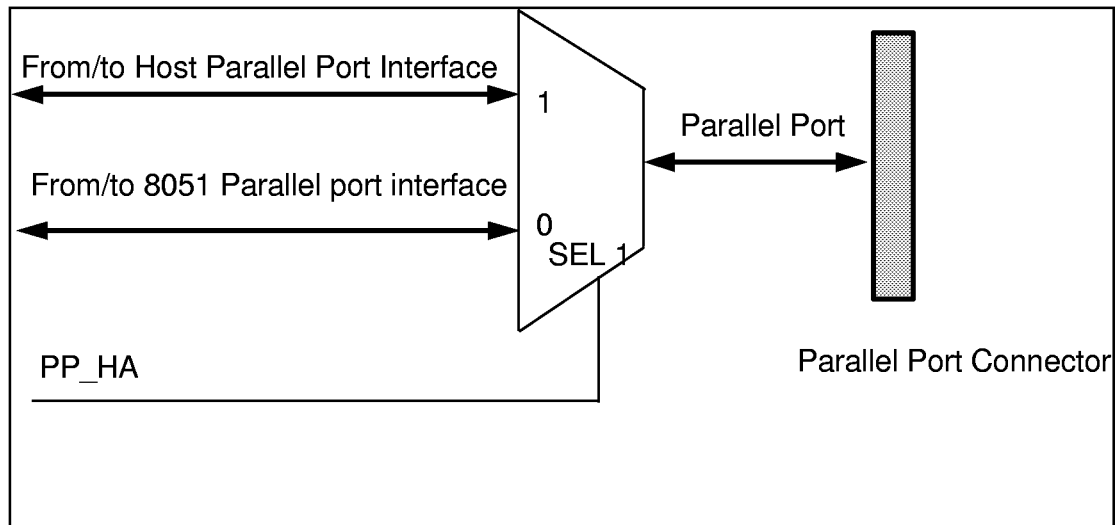 From/to Host Parallel Port Interface
1
Parallel Port
From/to 8051 Parallel port interface
0
SEL 1
PP_HA
Parallel Port Connector